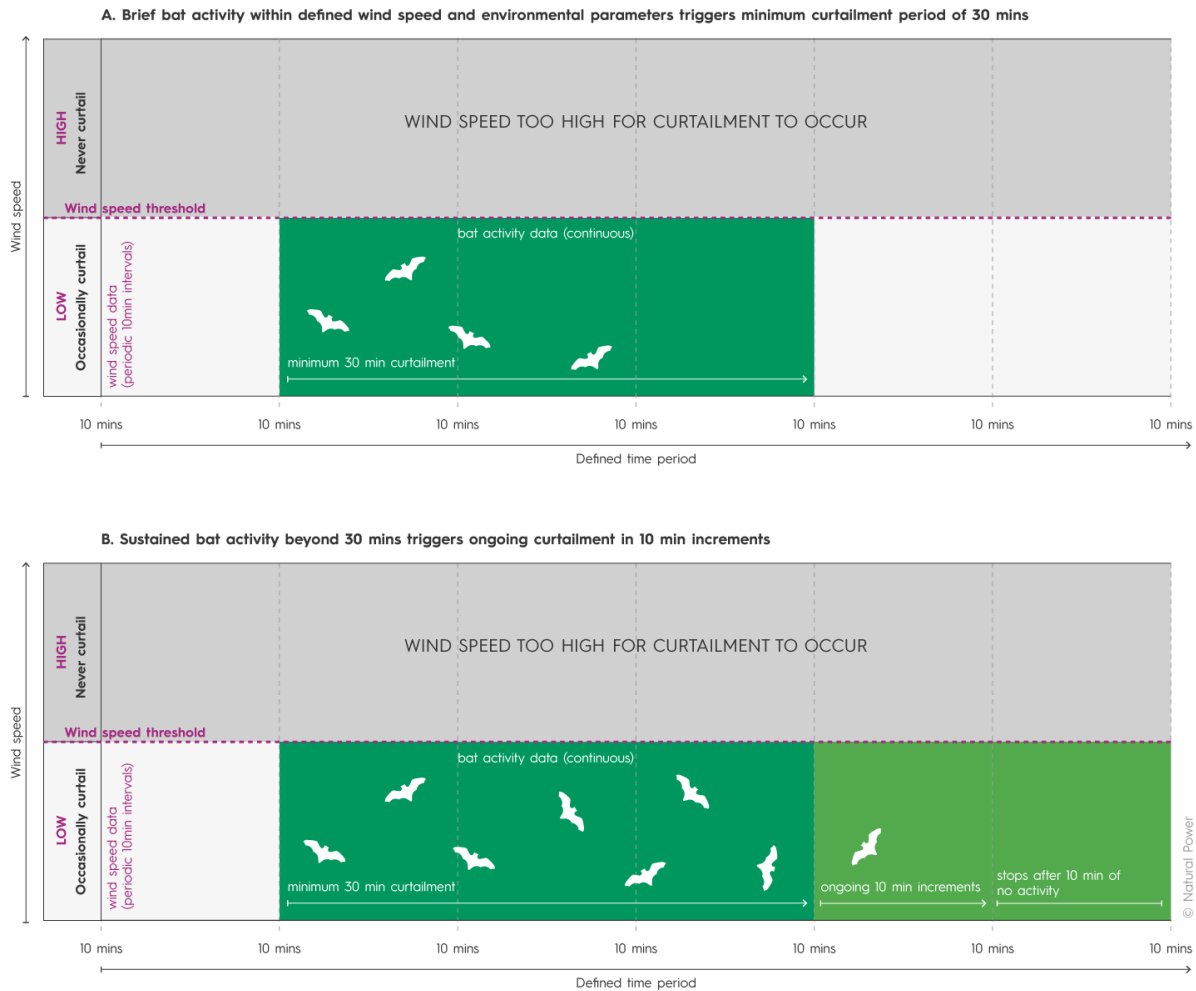 A. Brief bat activity within defined wind speed and environmental parameters triggers minimum curtailment period of 30 mins
Wind speed
HIGH
Never curtail
WIND SPEED TOO HIGH FOR CURTAILMENT TO OCCUR
Wind speed threshold
LOW
Occasionally curtail
wind speed data
(periodic 10min intervals)
bat activity data (continuous)
minimum 30 min curtailment
10 mins 10 mins 10 mins 10 mins 10 mins 10 mins 10 mins
Defined time period
B. Sustained bat activity beyond 30 mins triggers ongoing curtailment in 10 min increments
Wind speed
HIGH
Never curtail
WIND SPEED TOO HIGH FOR CURTAILMENT TO OCCUR
Wind speed threshold
LOW
Occasionally curtail
wind speed data
(periodic 10min intervals)
bat activity data (continuous)
minimum 30 min curtailment
ongoing 10 min increments
stops after 10 min of
no activity
10 mins 10 mins 10 mins 10 mins 10 mins 10 mins 10 mins
Defined time period
© Natural Power